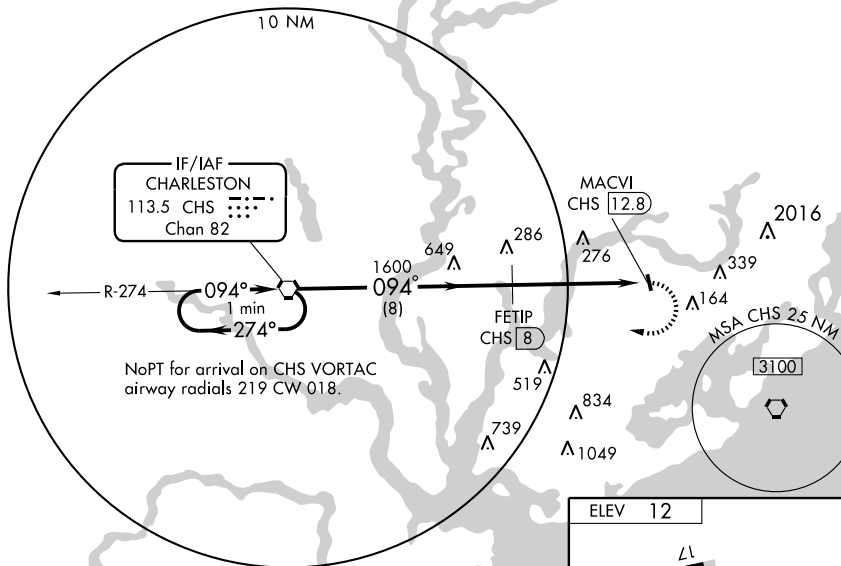 10 NM
IF/IAF
CHARLESTON
113.5 CHS
Chan 82
MACVI
CHS 12.8
2016
649
286
276
339
164
R-274
094°
1 min
274°
1600
094°
(8)
FETIP
CHS 8
NoPT for arrival on CHS VORTAC
airway radials 219 CW 018.
519
834
739
1049
MSA CHS 25 NM
3100
ELEV 12
17